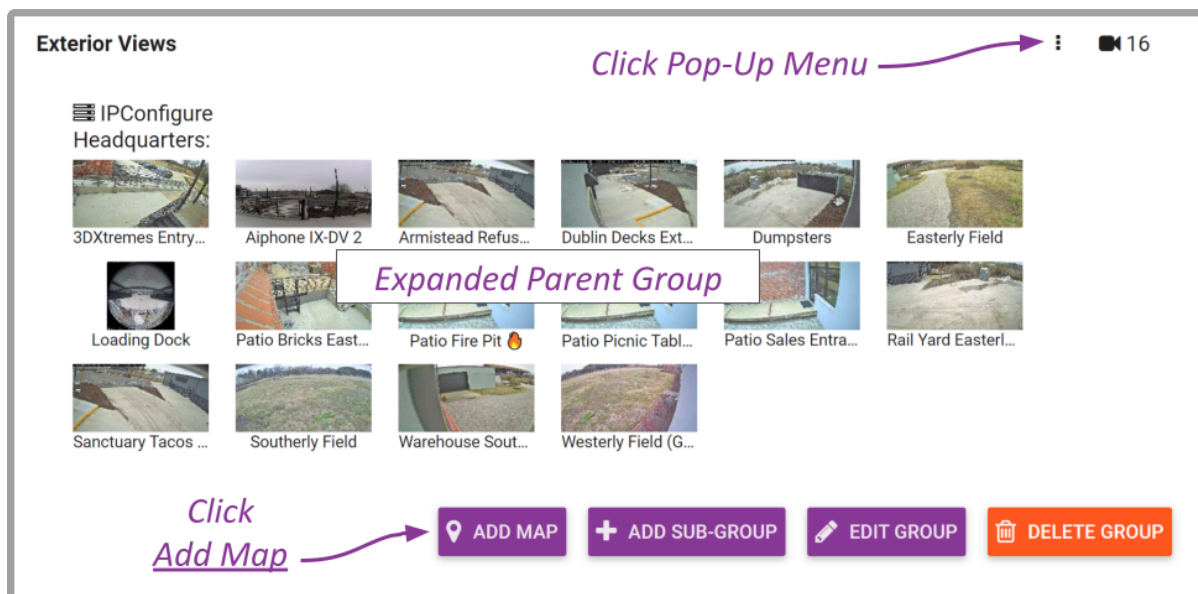 Exterior Views
Click Pop-Up Menu
16
IPConfigure
Headquarters:
3DXtremes Entry...
Aiphone IX-DV 2
Armistead Refus...
Dublin Decks Ext...
Dumpsters
Easterly Field
Expanded Parent Group
Loading Dock
Patio Bricks East...
Patio Fire Pit 🔥
Patio Picnic Tabl...
Patio Sales Entra...
Rail Yard Easterl...
Sanctuary Tacos ...
Southerly Field
Warehouse Sout...
Westerly Field (G...
Click
Add Map
ADD MAP
ADD SUB-GROUP
EDIT GROUP
DELETE GROUP